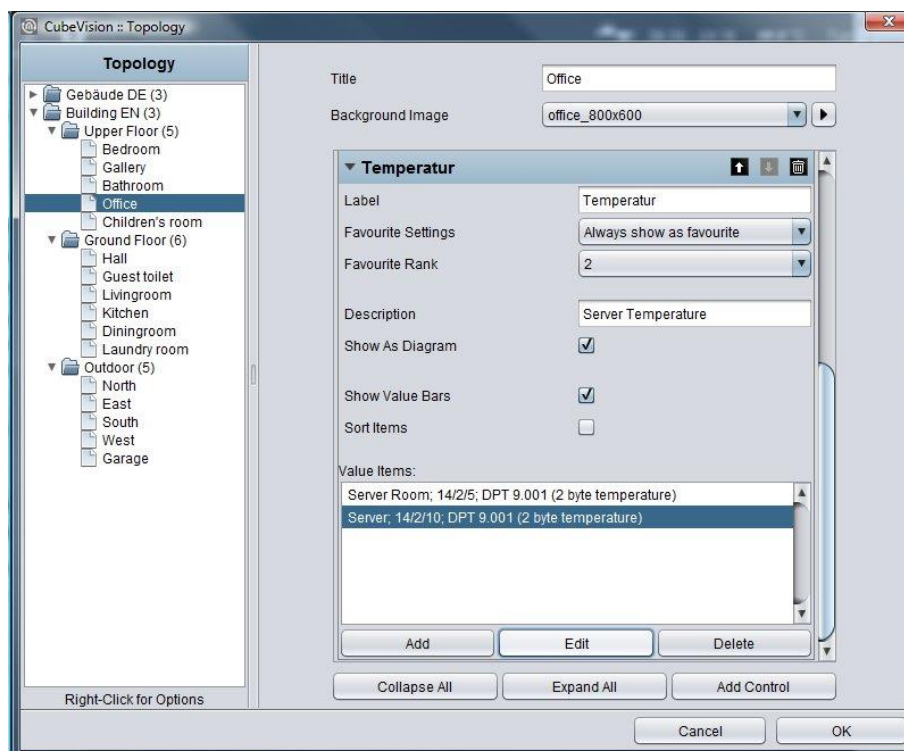 CubeVision :: Topology
Topology
Gebäude DE (3)
Building EN (3)
Upper Floor (5)
Bedroom
Gallery
Bathroom
Office
Children's room
Ground Floor (6)
Hall
Guest toilet
Livingroom
Kitchen
Diningroom
Laundry room
Outdoor (5)
North
East
South
West
Garage
Right-Click for Options
Title Office
Background Image office_800x600
Temperatur
Label Temperatur
Favourite Settings Always show as favourite
Favourite Rank 2
Description Server Temperature
Show As Diagram
Show Value Bars
Sort Items
Value Items:
Server Room; 14/2/5; DPT 9.001 (2 byte temperature)
Server; 14/2/10; DPT 9.001 (2 byte temperature)
Add Edit Delete
Collapse All Expand All Add Control
Cancel OK